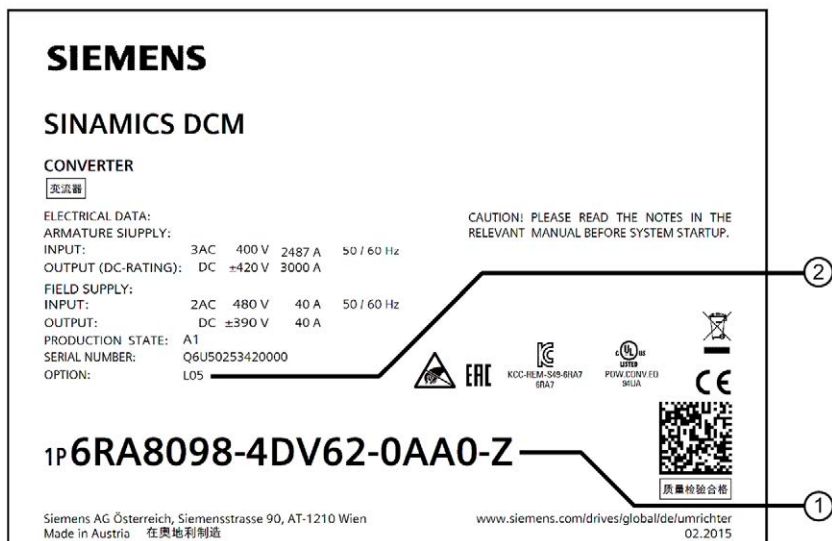 SIEMENS
SINAMICS DCM
CONVERTER
变流器
ELECTRICAL DATA:
ARMATURE SIUPPLY:
INPUT: 3AC 400 V 2487 A 50 / 60 Hz
OUTPUT (DC-RATING): DC ±420 V 3000 A
FIELD SUPPLY:
INPUT: 2AC 480 V 40 A 50 / 60 Hz
OUTPUT: DC ±390 V 40 A
PRODUCTION STATE: A1
SERIAL NUMBER: Q6U50253420000
OPTION: L05
CAUTION! PLEASE READ THE NOTES IN THE
RELEVANT MANUAL BEFORE SYSTEM STARTUP.
2
EAC
KCC-REM-S49-6RA7
6RA7
c UL us
LISTED
POW.CONV.EQ
94UA
CE
1P 6RA8098-4DV62-0AA0-Z
质量检验合格
1
Siemens AG Österreich, Siemensstrasse 90, AT-1210 Wien
Made in Austria 在奥地利制造
www.siemens.com/drives/global/de/umrichter
02.2015